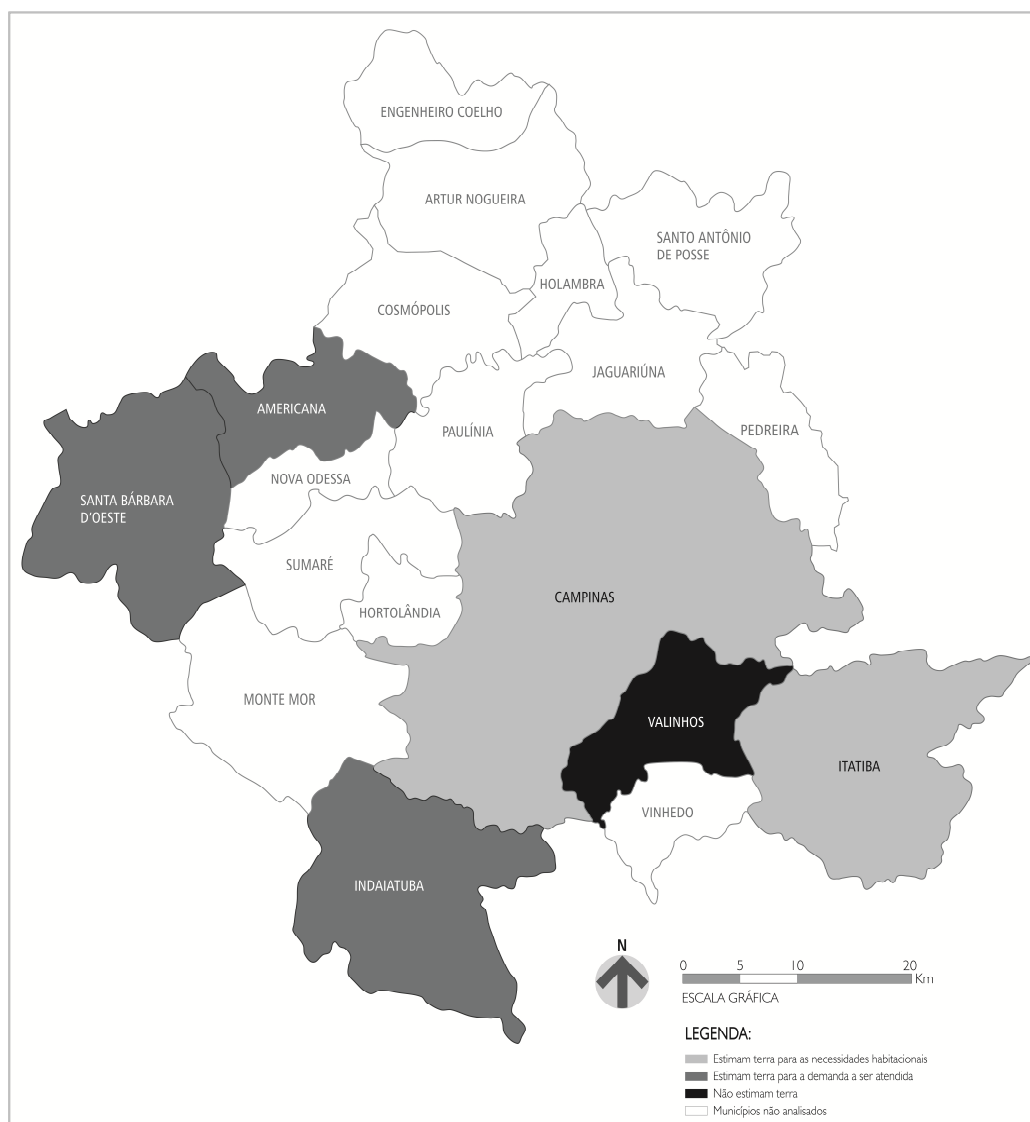 ENGENHEIRO COELHO
ARTUR NOGUEIRA
SANTO ANTÔNIO
DE POSSE
HOLAMBRA
COSMÓPOLIS
JAGUARIÚNA
AMERICANA
PAULÍNIA
PEDREIRA
NOVA ODESSA
SANTA BÁRBARA
D'OESTE
SUMARÉ
CAMPINAS
HORTOLÂNDIA
MONTE MOR
VALINHOS
ITATIBA
VINHEDO
INDAIATUBA
N
0 5 10 20
Km
ESCALA GRÁFICA
LEGENDA:
Estimam terra para as necessidades habitacionais
Estimam terra para a demanda a ser atendida
Não estimam terra
Municípios não analisados